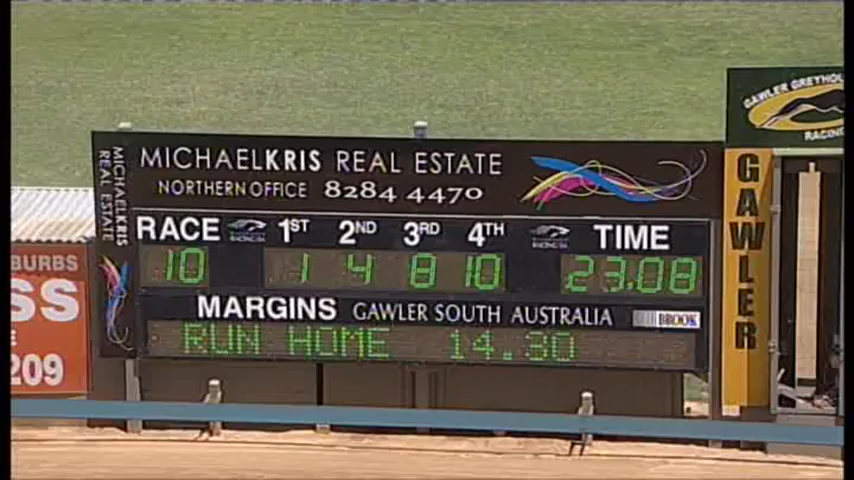 GAWLER GREYHOUND
RACING
MICHAELKRIS REAL ESTATE
NORTHERN OFFICE 8284 4470
MICHAELKRIS
REAL ESTATE
RACE 1ST 2ND 3RD 4TH TIME
10 1 4 8 10 23.08
MARGINS GAWLER SOUTH AUSTRALIA BROOK
RUN HOME 14.30
GAWLER
BURBS
SS
209